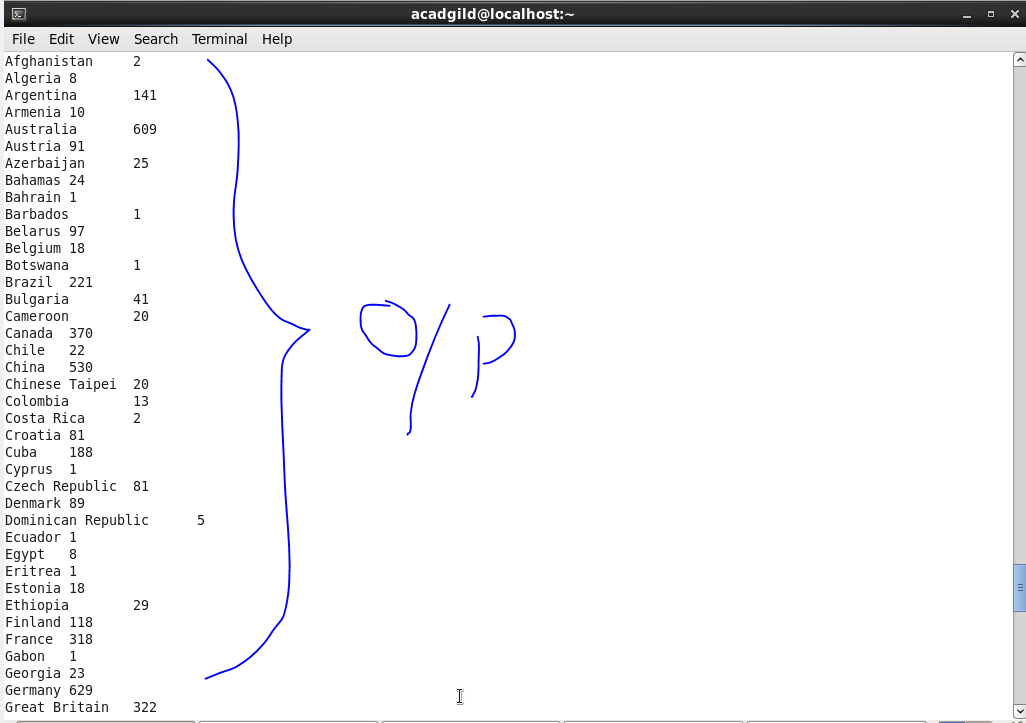 acadgild@localhost:~
File Edit View Search Terminal Help
Afghanistan 2
Algeria 8
Argentina 141
Armenia 10
Australia 609
Austria 91
Azerbaijan 25
Bahamas 24
Bahrain 1
Barbados 1
Belarus 97
Belgium 18
Botswana 1
Brazil 221
Bulgaria 41
Cameroon 20
Canada 370
Chile 22
China 530
Chinese Taipei 20
Colombia 13
Costa Rica 2
Croatia 81
Cuba 188
Cyprus 1
Czech Republic 81
Denmark 89
Dominican Republic 5
Ecuador 1
Egypt 8
Eritrea 1
Estonia 18
Ethiopia 29
Finland 118
France 318
Gabon 1
Georgia 23
Germany 629
Great Britain 322
O/P